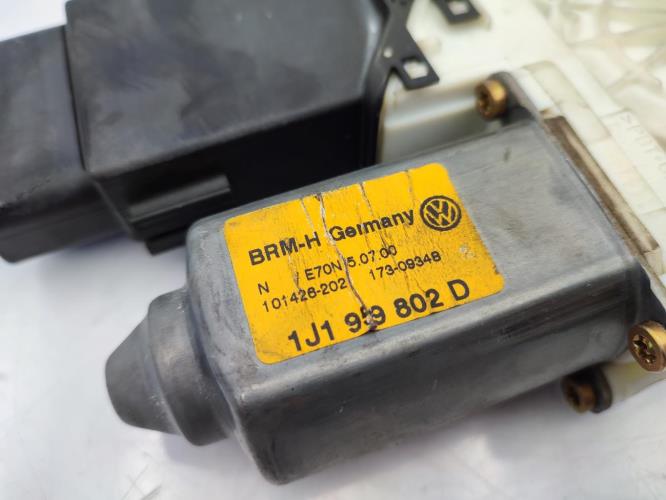 BRM-H Germany
N E70N 5.07.00
101426-202 173-09348
1J1 959 802 D